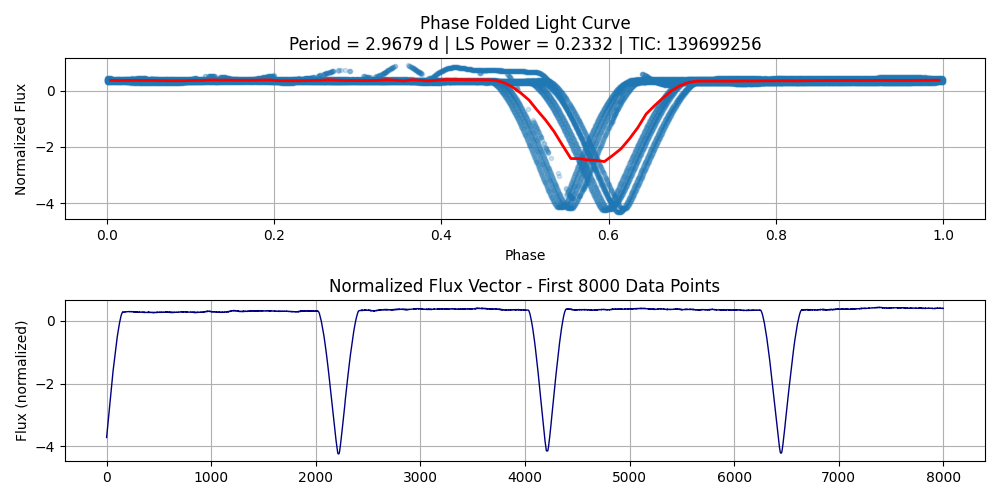 Phase Folded Light Curve
Period = 2.9679 d | LS Power = 0.2332 | TIC: 139699256
Normalized Flux
0
−2
−4
0.0 0.2 0.4 0.6 0.8 1.0
Phase
Normalized Flux Vector - First 8000 Data Points
Flux (normalized)
0
−2
−4
0 1000 2000 3000 4000 5000 6000 7000 8000